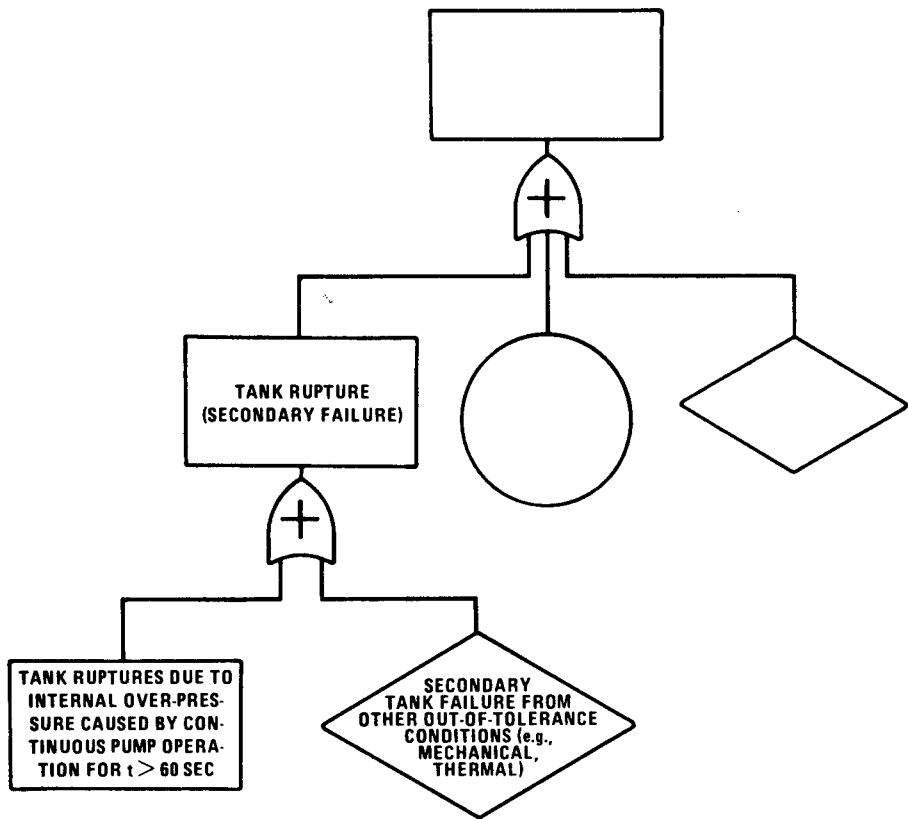 TANK RUPTURE
(SECONDARY FAILURE)
TANK RUPTURES DUE TO
INTERNAL OVER-PRES-
SURE CAUSED BY CON-
TINUOUS PUMP OPERA-
TION FOR t > 60 SEC
SECONDARY
TANK FAILURE FROM
OTHER OUT-OF-TOLERANCE
CONDITIONS (e.g.,
MECHANICAL,
THERMAL)